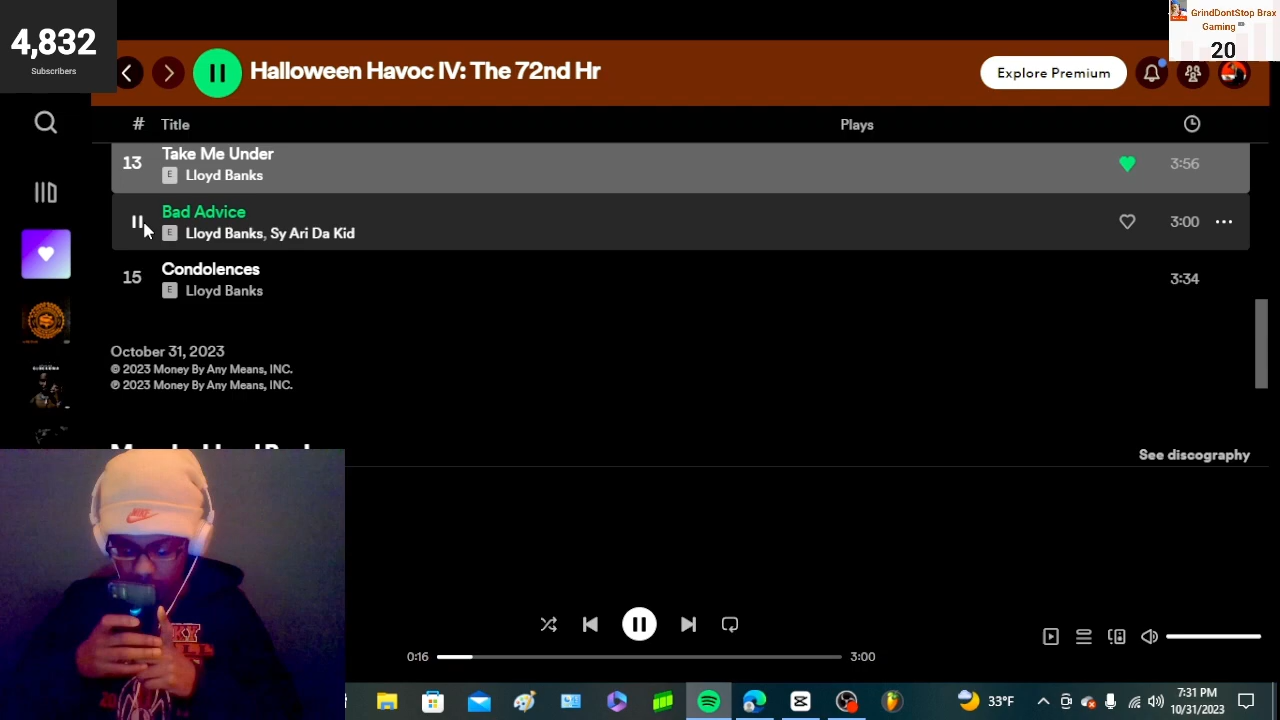 4,832
Subscribers
GrindDontStop Brax
Gaming
20
Halloween Havoc IV: The 72nd Hr
Explore Premium
# Title Plays
13 Take Me Under 3:56
E Lloyd Banks
Bad Advice 3:00
E Lloyd Banks, Sy Ari Da Kid
15 Condolences 3:34
E Lloyd Banks
October 31, 2023
© 2023 Money By Any Means, INC.
℗ 2023 Money By Any Means, INC.
See discography
0:16 3:00
33°F
7:31 PM
10/31/2023